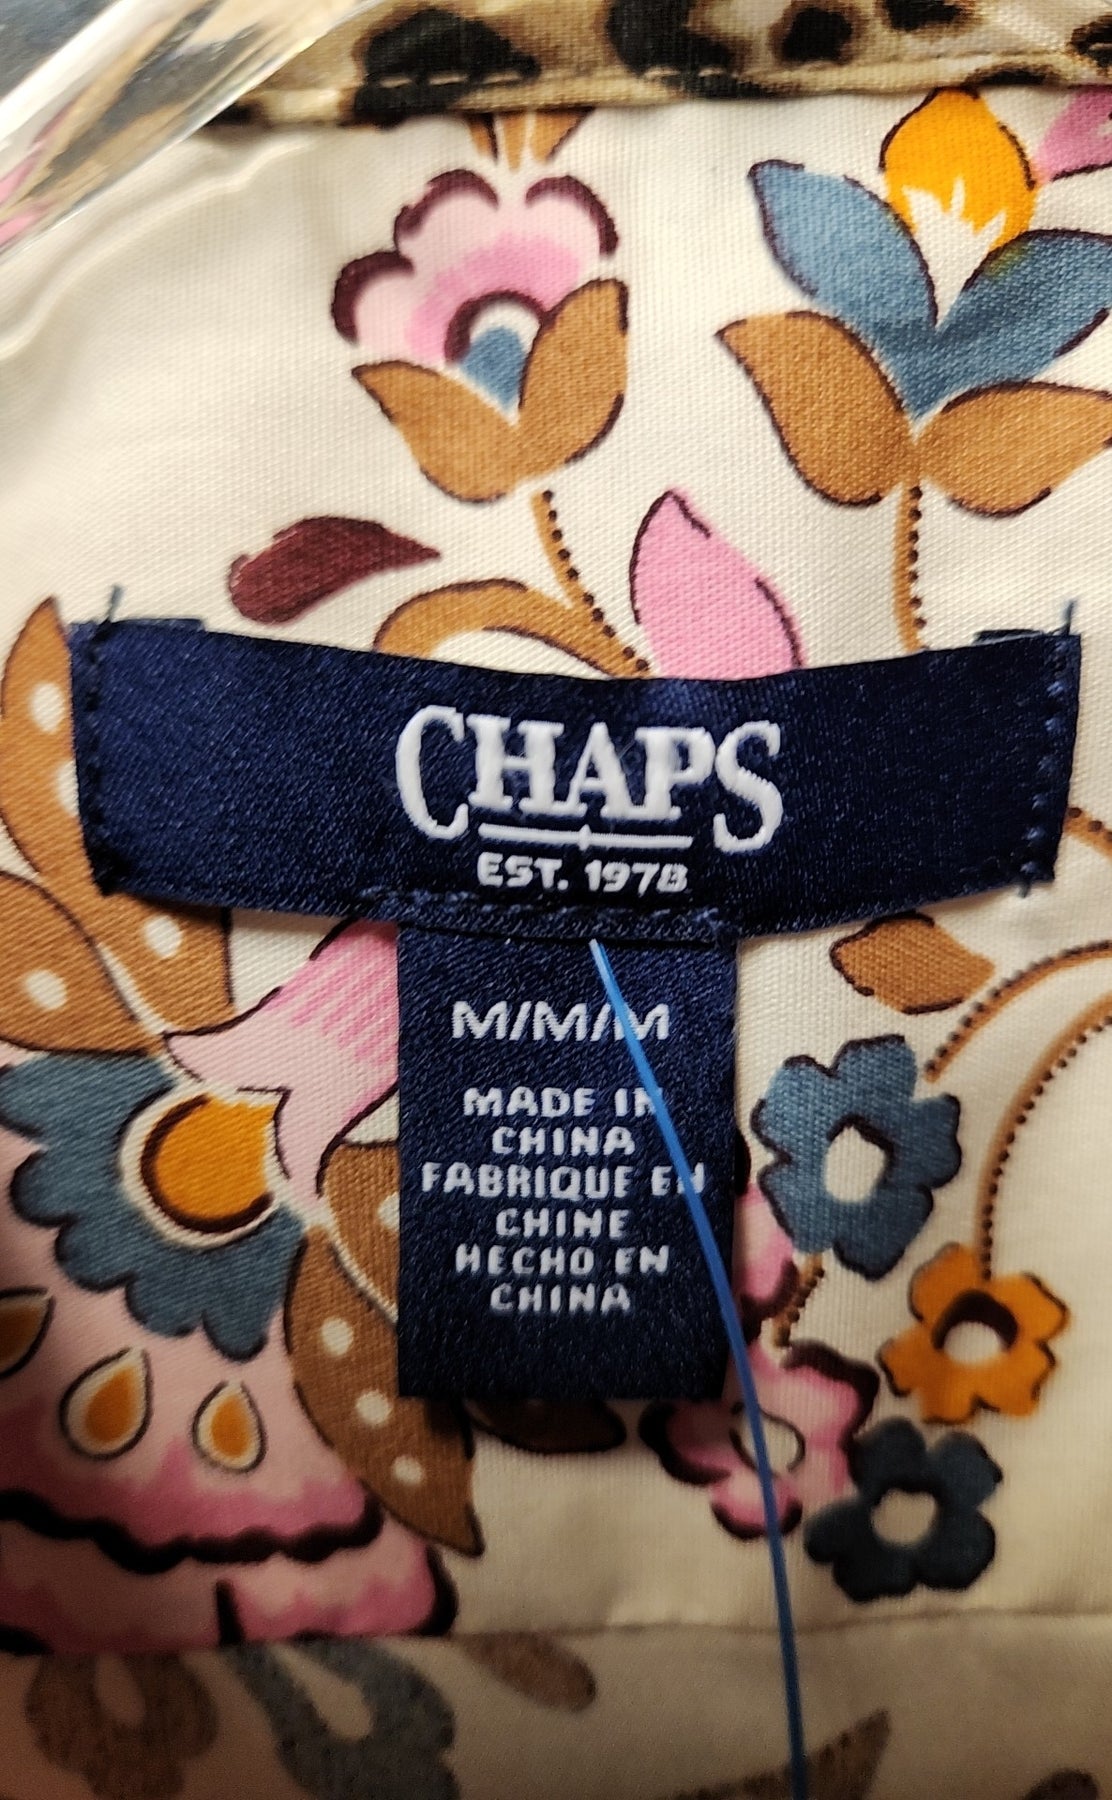 CHAPS
EST. 1978
M/M/M
MADE IN
CHINA
FABRIQUE EN
CHINE
HECHO EN
CHINA